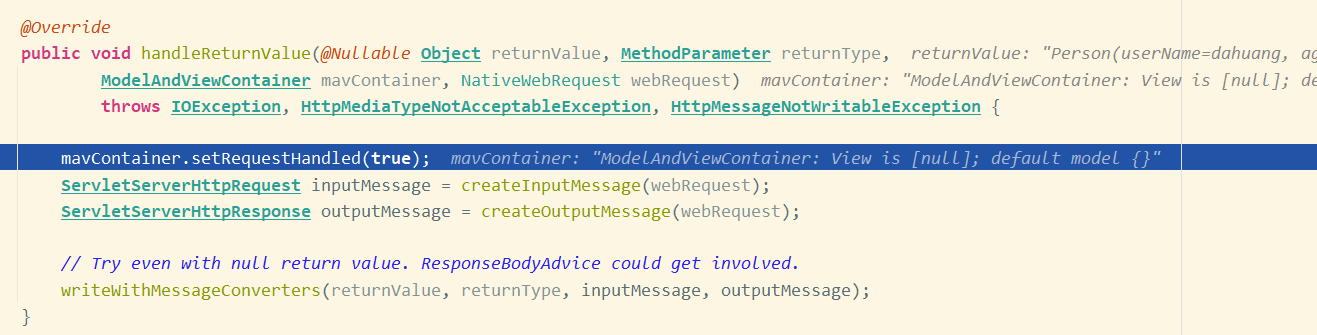 @Override
public void handleReturnValue(@Nullable Object returnValue, MethodParameter returnType,  returnValue: "Person(userName=dahuang, ag
        ModelAndViewContainer mavContainer, NativeWebRequest webRequest)  mavContainer: "ModelAndViewContainer: View is [null]; de
        throws IOException, HttpMediaTypeNotAcceptableException, HttpMessageNotWritableException {
    mavContainer.setRequestHandled(true);  mavContainer: "ModelAndViewContainer: View is [null]; default model {}"
    ServletServerHttpRequest inputMessage = createInputMessage(webRequest);
    ServletServerHttpResponse outputMessage = createOutputMessage(webRequest);
    // Try even with null return value. ResponseBodyAdvice could get involved.
    writeWithMessageConverters(returnValue, returnType, inputMessage, outputMessage);
}